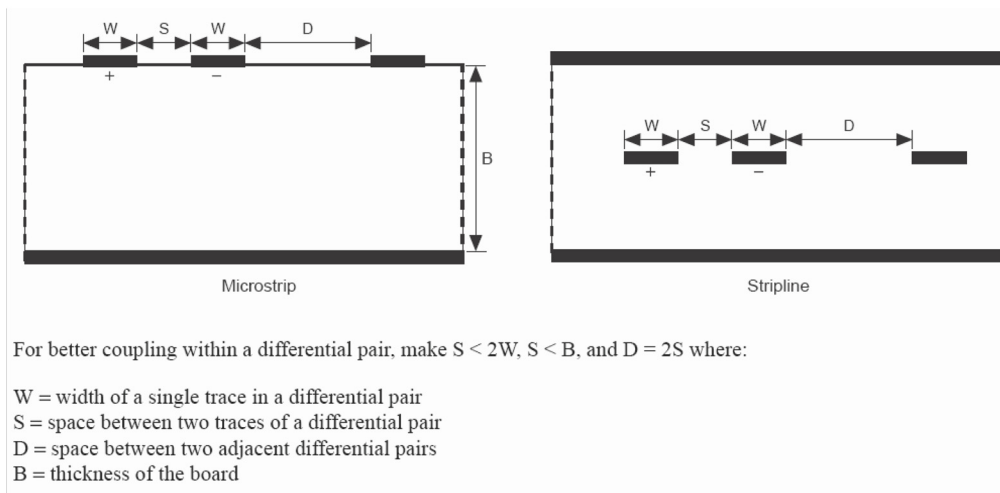 W S W D
+ −
B
Microstrip
W S W D
+ −
Stripline
For better coupling within a differential pair, make S < 2W, S < B, and D = 2S where:
W = width of a single trace in a differential pair
S = space between two traces of a differential pair
D = space between two adjacent differential pairs
B = thickness of the board